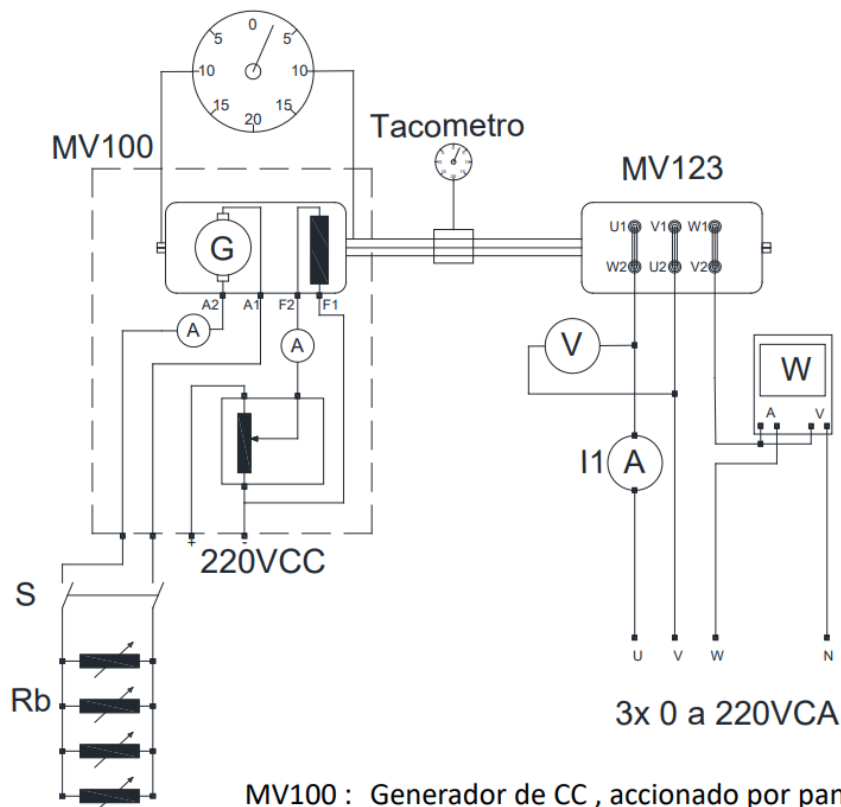 0
5 5
10 10
15 15
20
Tacometro
MV100
MV123
G
A2 A1 F2 F1
A
A
U1 V1 W1
W2 U2 V2
V
W
A V
I1 A
+ -
220VCC
S
U V W N
Rb
3x 0 a 220VCA
MV100 : Generador de CC , accionado por pan